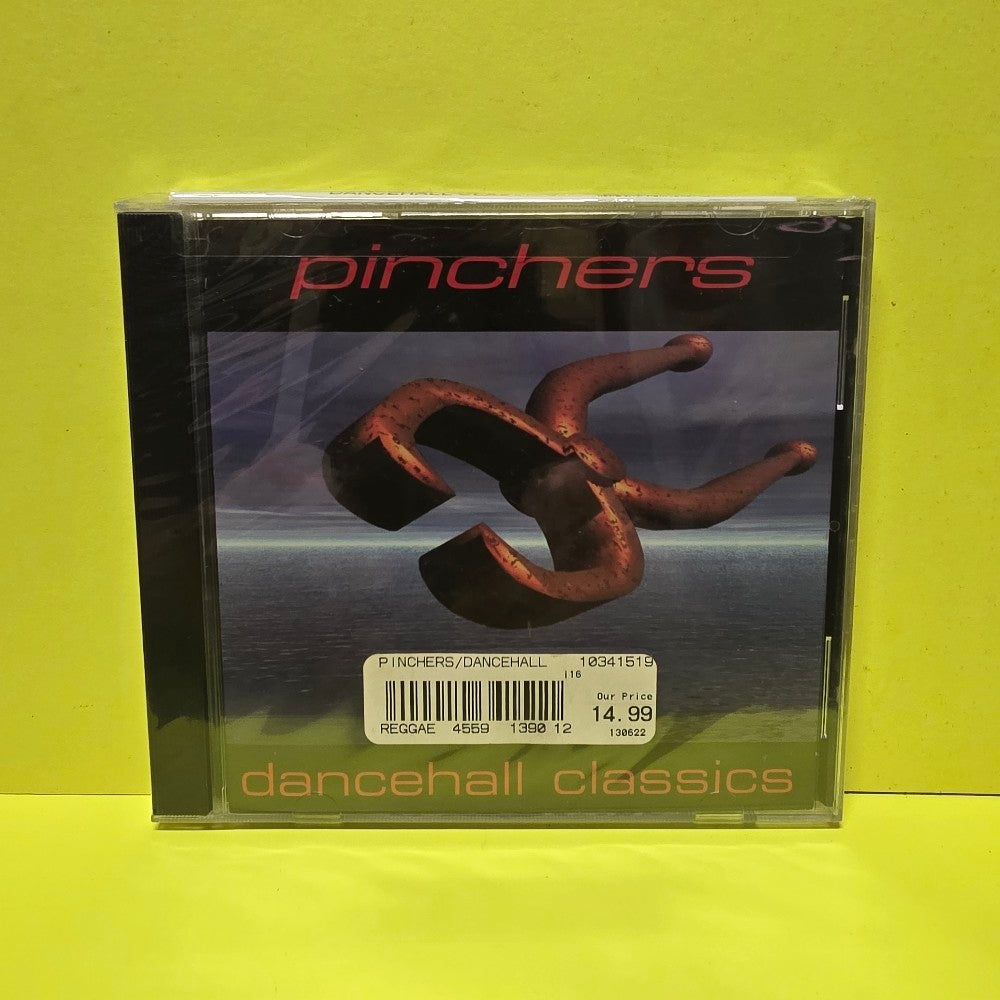 pinchers
PINCHERS/DANCEHALL 10341519
116
Our Price
14.99
REGGAE 4559 1390 12
130622
dancehall classics